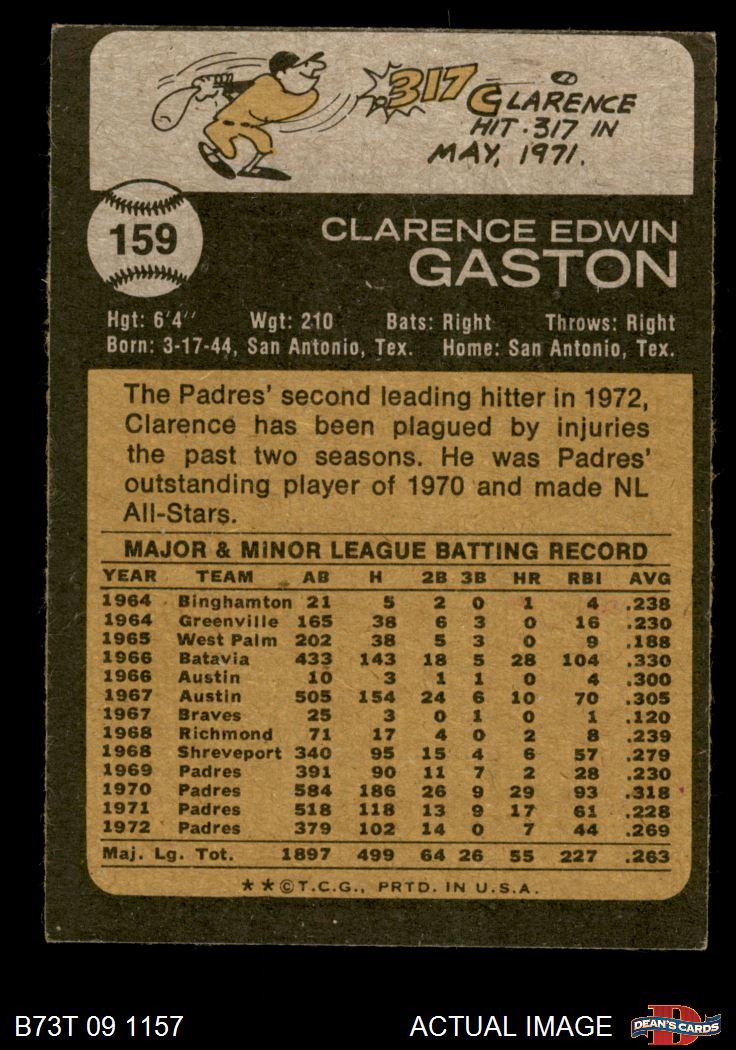 .317 CLARENCE
HIT .317 IN
MAY, 1971.
159
CLARENCE EDWIN
GASTON
Hgt: 6'4" Wgt: 210 Bats: Right Throws: Right
Born: 3-17-44, San Antonio, Tex. Home: San Antonio, Tex.
The Padres' second leading hitter in 1972,
Clarence has been plagued by injuries
the past two seasons. He was Padres'
outstanding player of 1970 and made NL
All-Stars.
MAJOR & MINOR LEAGUE BATTING RECORD
YEAR TEAM AB H 2B 3B HR RBI AVG
1964 Binghamton 21 5 2 0 1 4 .238
1964 Greenville 165 38 6 3 0 16 .230
1965 West Palm 202 38 5 3 0 9 .188
1966 Batavia 433 143 18 5 28 104 .330
1966 Austin 10 3 1 1 0 4 .300
1967 Austin 505 154 24 6 10 70 .305
1967 Braves 25 3 0 1 0 1 .120
1968 Richmond 71 17 4 0 2 8 .239
1968 Shreveport 340 95 15 4 6 57 .279
1969 Padres 391 90 11 7 2 28 .230
1970 Padres 584 186 26 9 29 93 .318
1971 Padres 518 118 13 9 17 61 .228
1972 Padres 379 102 14 0 7 44 .269
Maj. Lg. Tot. 1897 499 64 26 55 227 .263
**©T.C.G., PRTD. IN U.S.A.
B73T 09 1157 ACTUAL IMAGE D DEAN'S CARDS